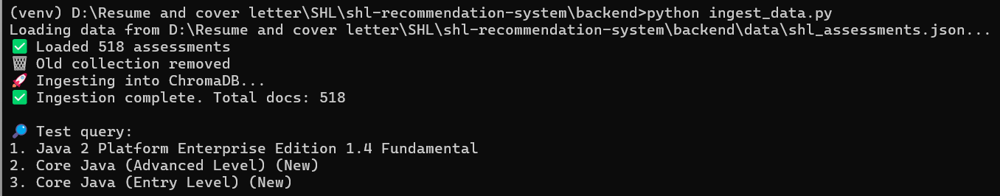 (venv) D:\Resume and cover letter\SHL\shl-recommendation-system\backend>python ingest_data.py
Loading data from D:\Resume and cover letter\SHL\shl-recommendation-system\backend\data\shl_assessments.json...
✅ Loaded 518 assessments
🗑️ Old collection removed
🚀 Ingesting into ChromaDB...
✅ Ingestion complete. Total docs: 518

🔎 Test query:
1. Java 2 Platform Enterprise Edition 1.4 Fundamental
2. Core Java (Advanced Level) (New)
3. Core Java (Entry Level) (New)